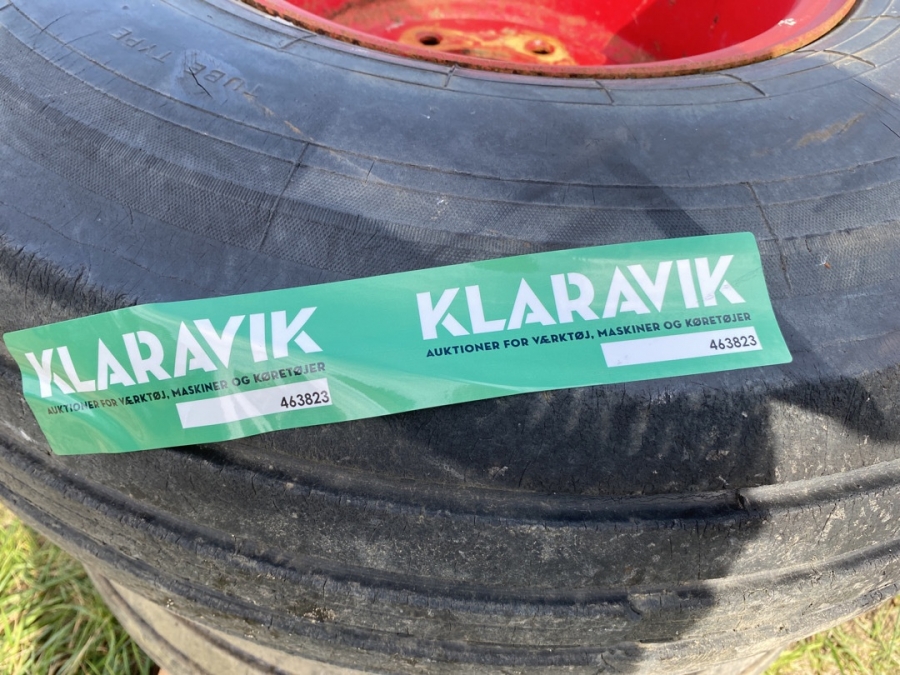 TUBE TYPE
KLARAVIK
AUKTIONER FOR VÆRKTØJ, MASKINER OG KØRETØJER
463823
KLARAVIK
AUKTIONER FOR VÆRKTØJ, MASKINER OG KØRETØJER
463823